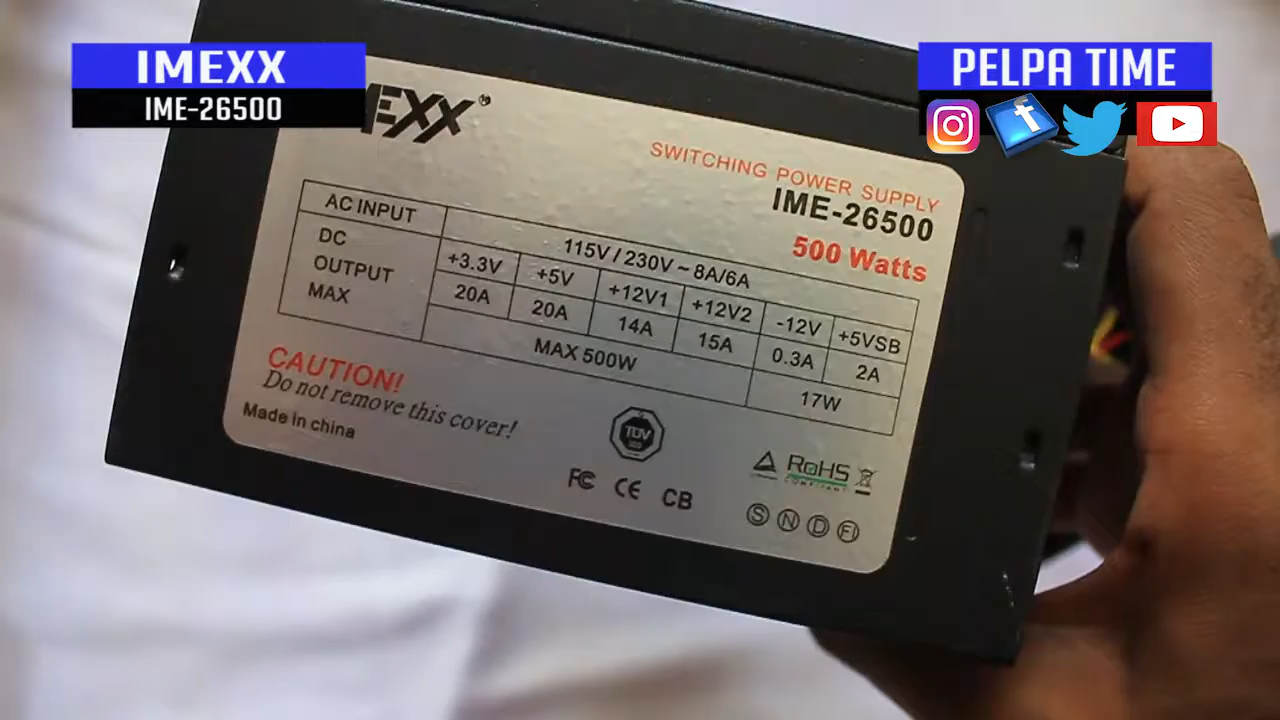 IMEXX
IME-26500
PELPA TIME
EXX®
SWITCHING POWER SUPPLY
IME-26500
500 Watts
AC INPUT 115V / 230V ~ 8A/6A
DC OUTPUT MAX
+3.3V +5V +12V1 +12V2 -12V +5VSB
20A 20A 14A 15A 0.3A 2A
MAX 500W 17W
CAUTION!
Do not remove this cover!
Made in china
TÜV
FC CE CB
RoHS
COMPLIANT
S N D FI